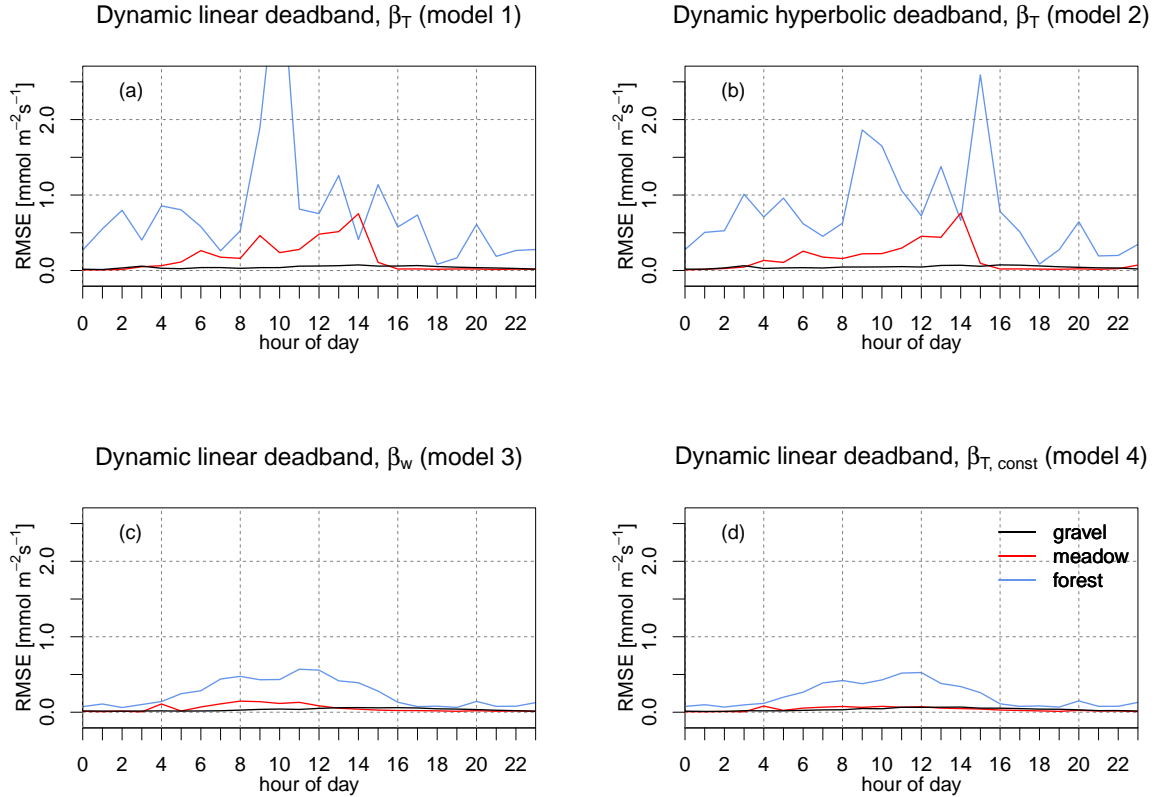 Dynamic linear deadband, βT (model 1)
(a)
RMSE [mmol m−2s−1]
0.0 1.0 2.0
0 2 4 6 8 10 12 14 16 18 20 22
hour of day
Dynamic hyperbolic deadband, βT (model 2)
(b)
RMSE [mmol m−2s−1]
0.0 1.0 2.0
0 2 4 6 8 10 12 14 16 18 20 22
hour of day
Dynamic linear deadband, βw (model 3)
(c)
RMSE [mmol m−2s−1]
0.0 1.0 2.0
0 2 4 6 8 10 12 14 16 18 20 22
hour of day
Dynamic linear deadband, βT, const (model 4)
(d)
gravel
meadow
forest
RMSE [mmol m−2s−1]
0.0 1.0 2.0
0 2 4 6 8 10 12 14 16 18 20 22
hour of day